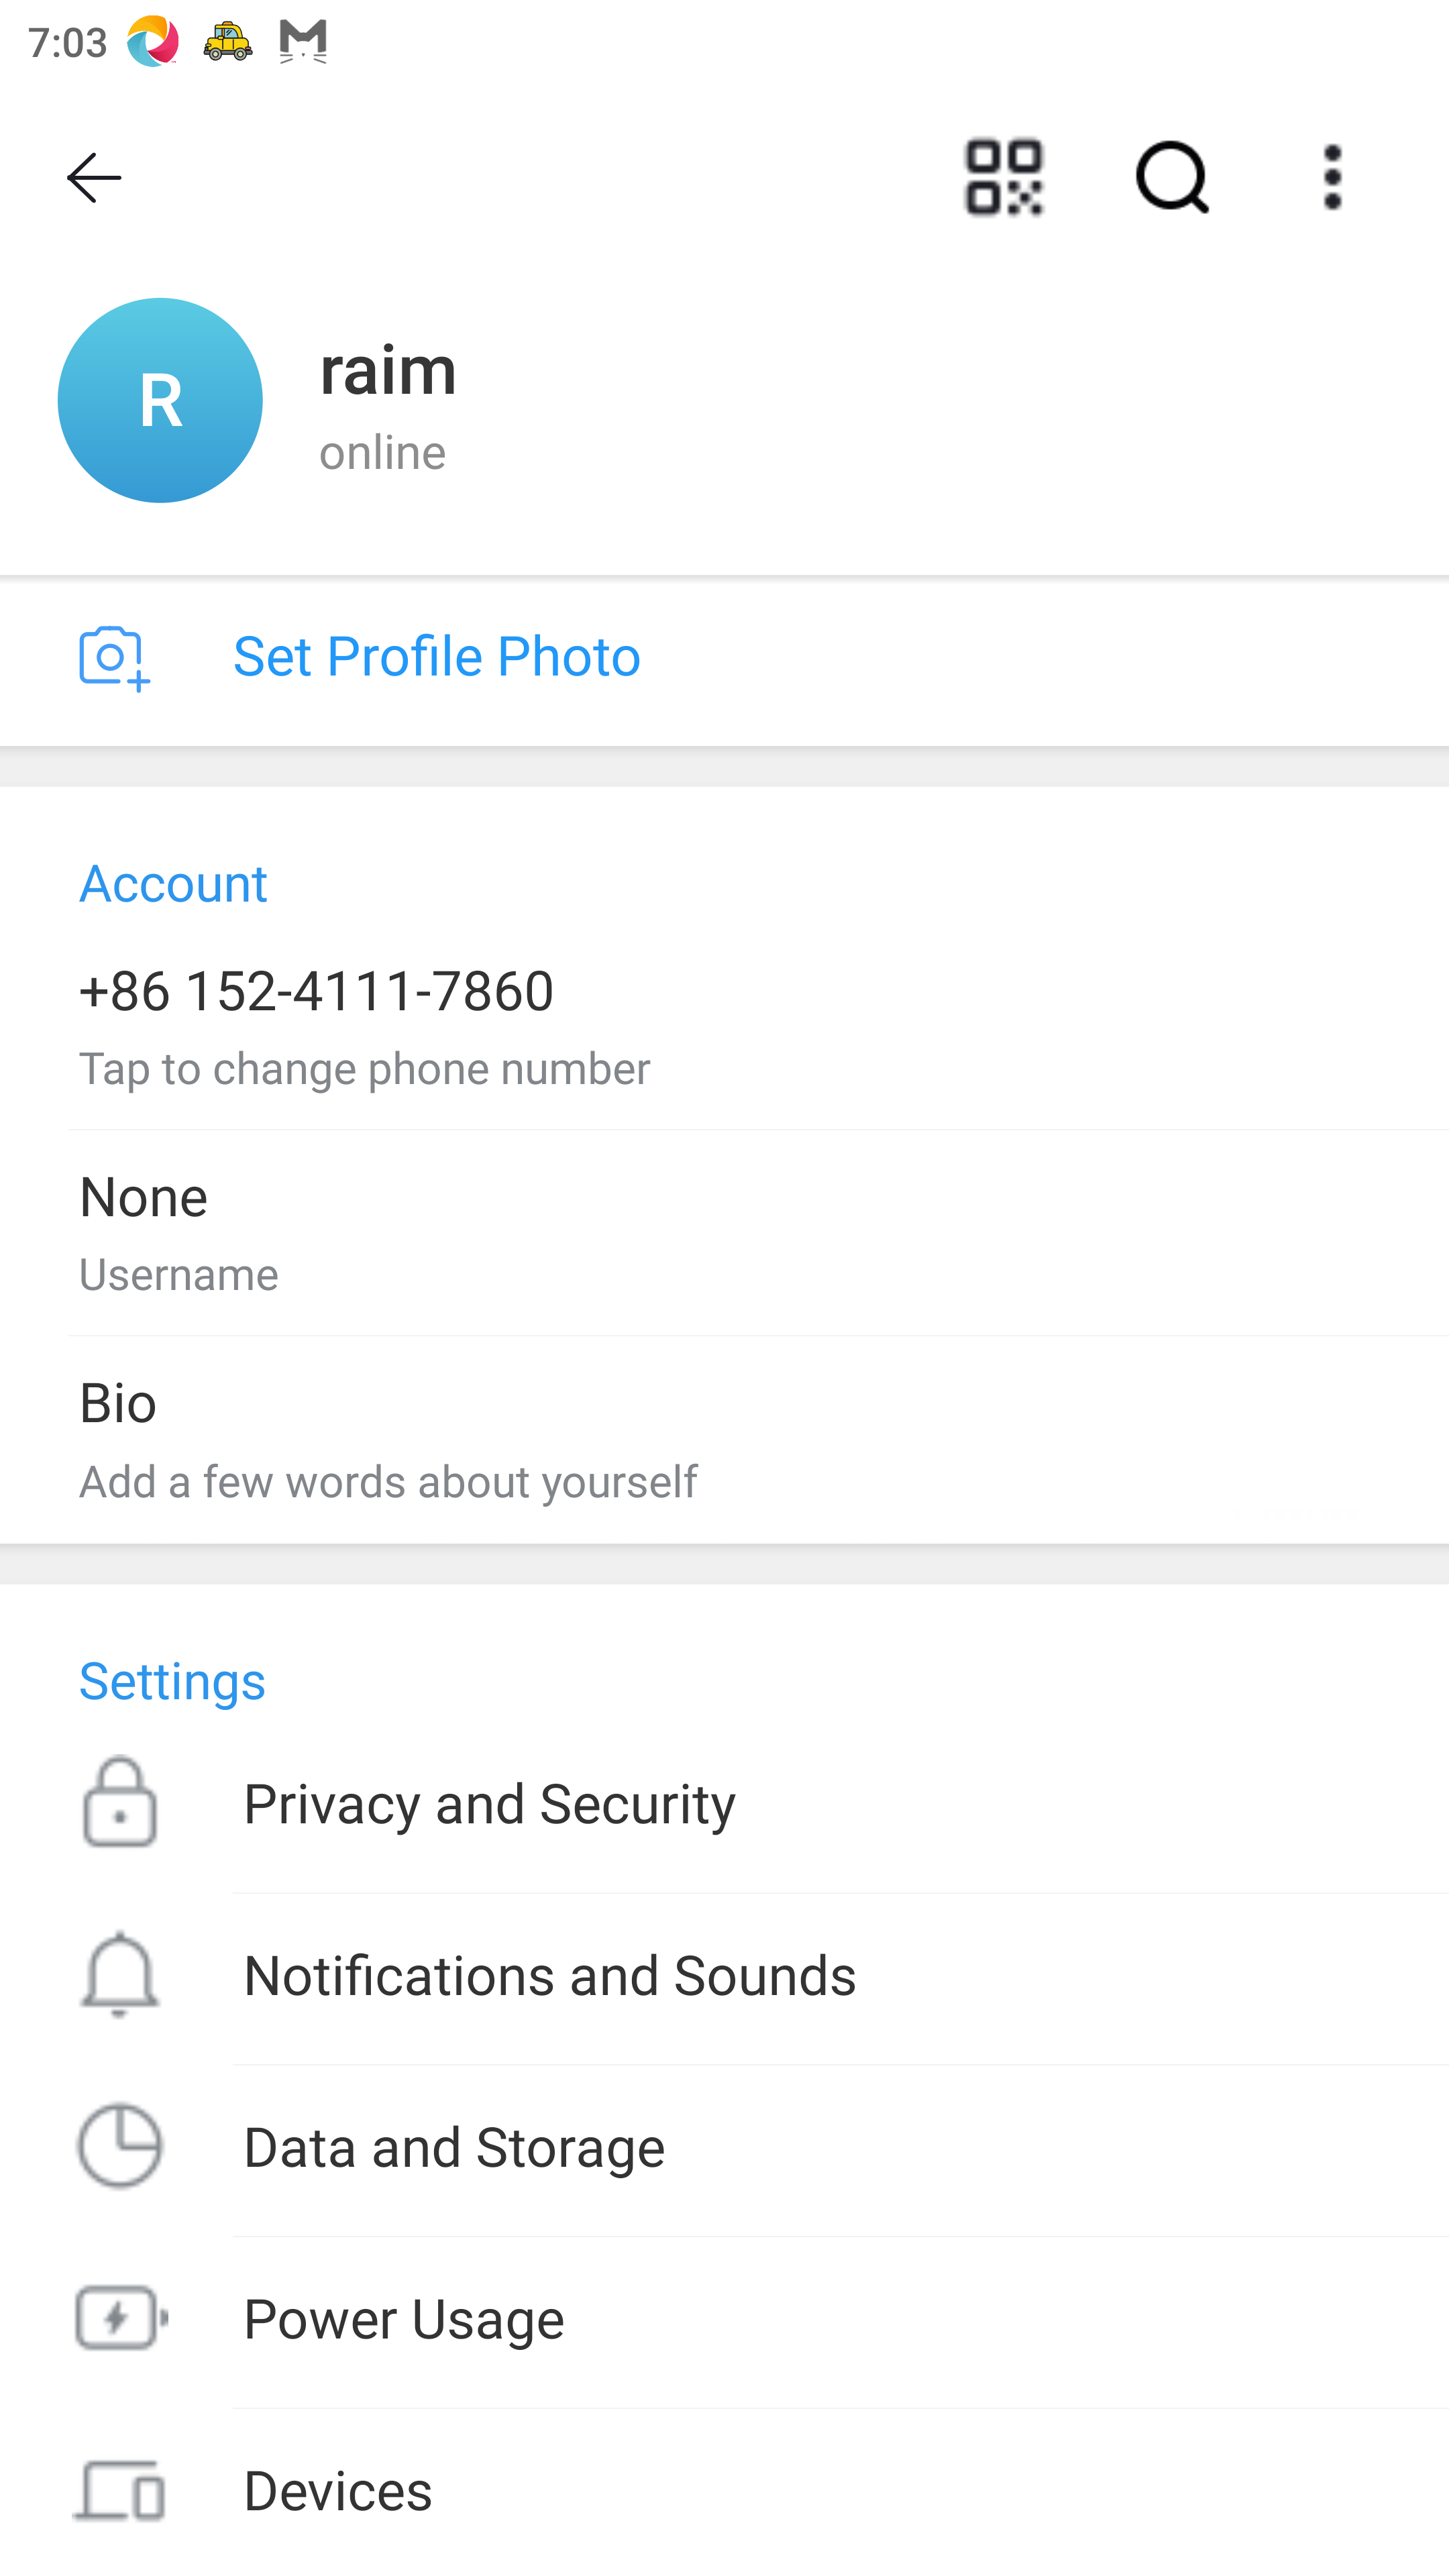 7:03
R
raim
online
Set Profile Photo
Account
+86 152-4111-7860
Tap to change phone number
None
Username
Bio
Add a few words about yourself
Settings
Privacy and Security
Notifications and Sounds
Data and Storage
Power Usage
Devices